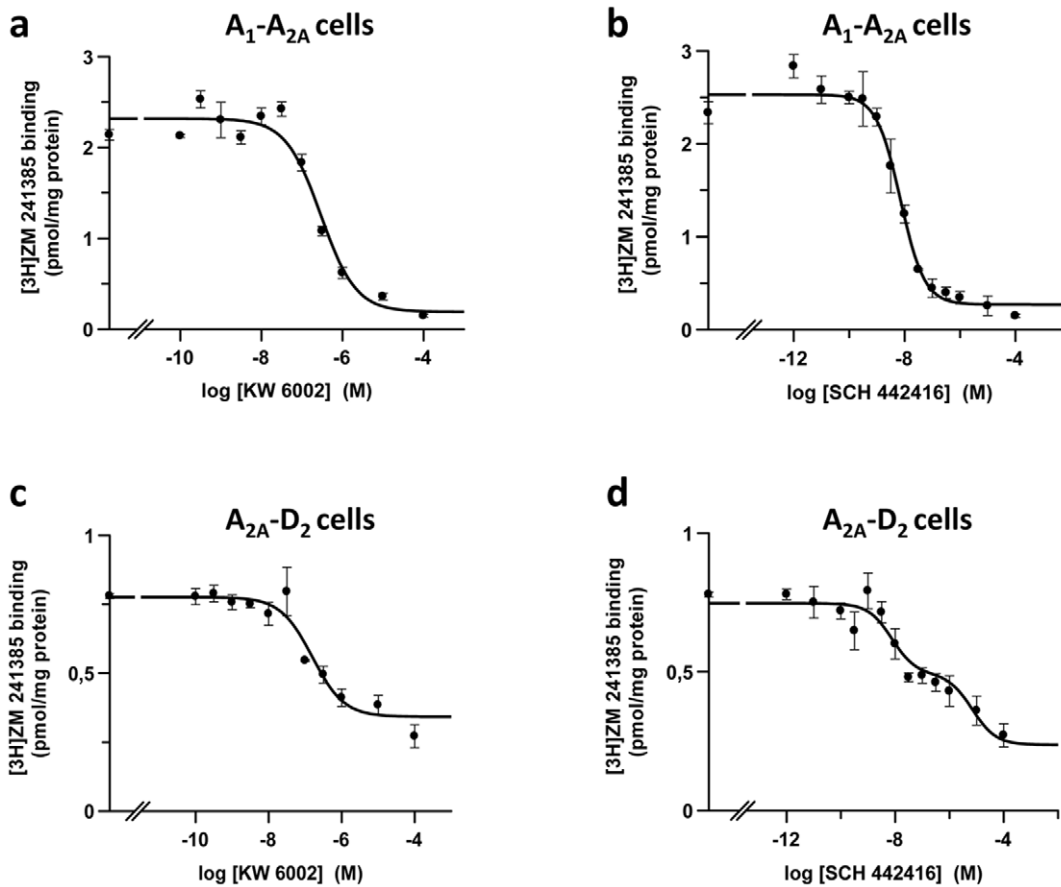 a
A₁-A₂A cells
3
2
1
0
[3H]ZM 241385 binding
(pmol/mg protein)
-10
-8
-6
-4
log [KW 6002] (M)
b
A₁-A₂A cells
3
2
1
0
[3H]ZM 241385 binding
(pmol/mg protein)
-12
-8
-4
log [SCH 442416] (M)
c
A₂A-D₂ cells
1
0,5
0
[3H]ZM 241385 binding
(pmol/mg protein)
-10
-8
-6
-4
log [KW 6002] (M)
d
A₂A-D₂ cells
1
0,5
0
[3H]ZM 241385 binding
(pmol/mg protein)
-12
-10
-8
-6
-4
log [SCH 442416] (M)